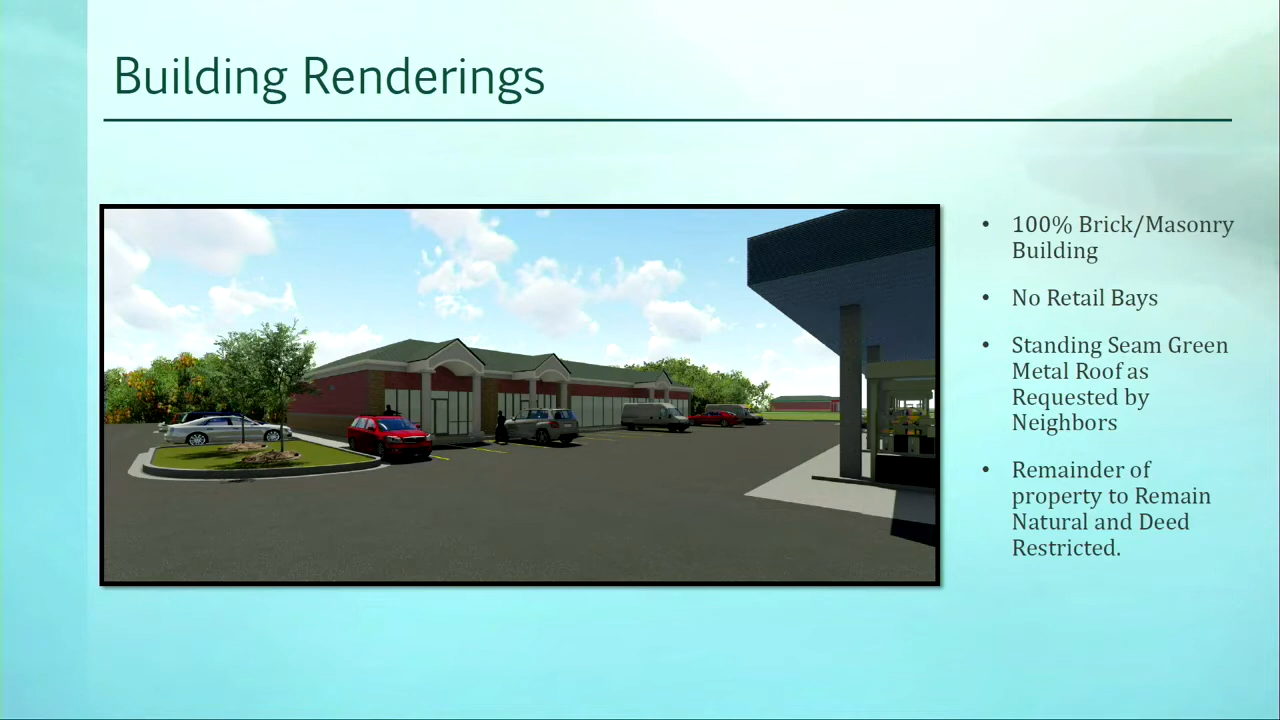 Building Renderings
• 100% Brick/Masonry
Building
• No Retail Bays
• Standing Seam Green
Metal Roof as
Requested by
Neighbors
• Remainder of
property to Remain
Natural and Deed
Restricted.